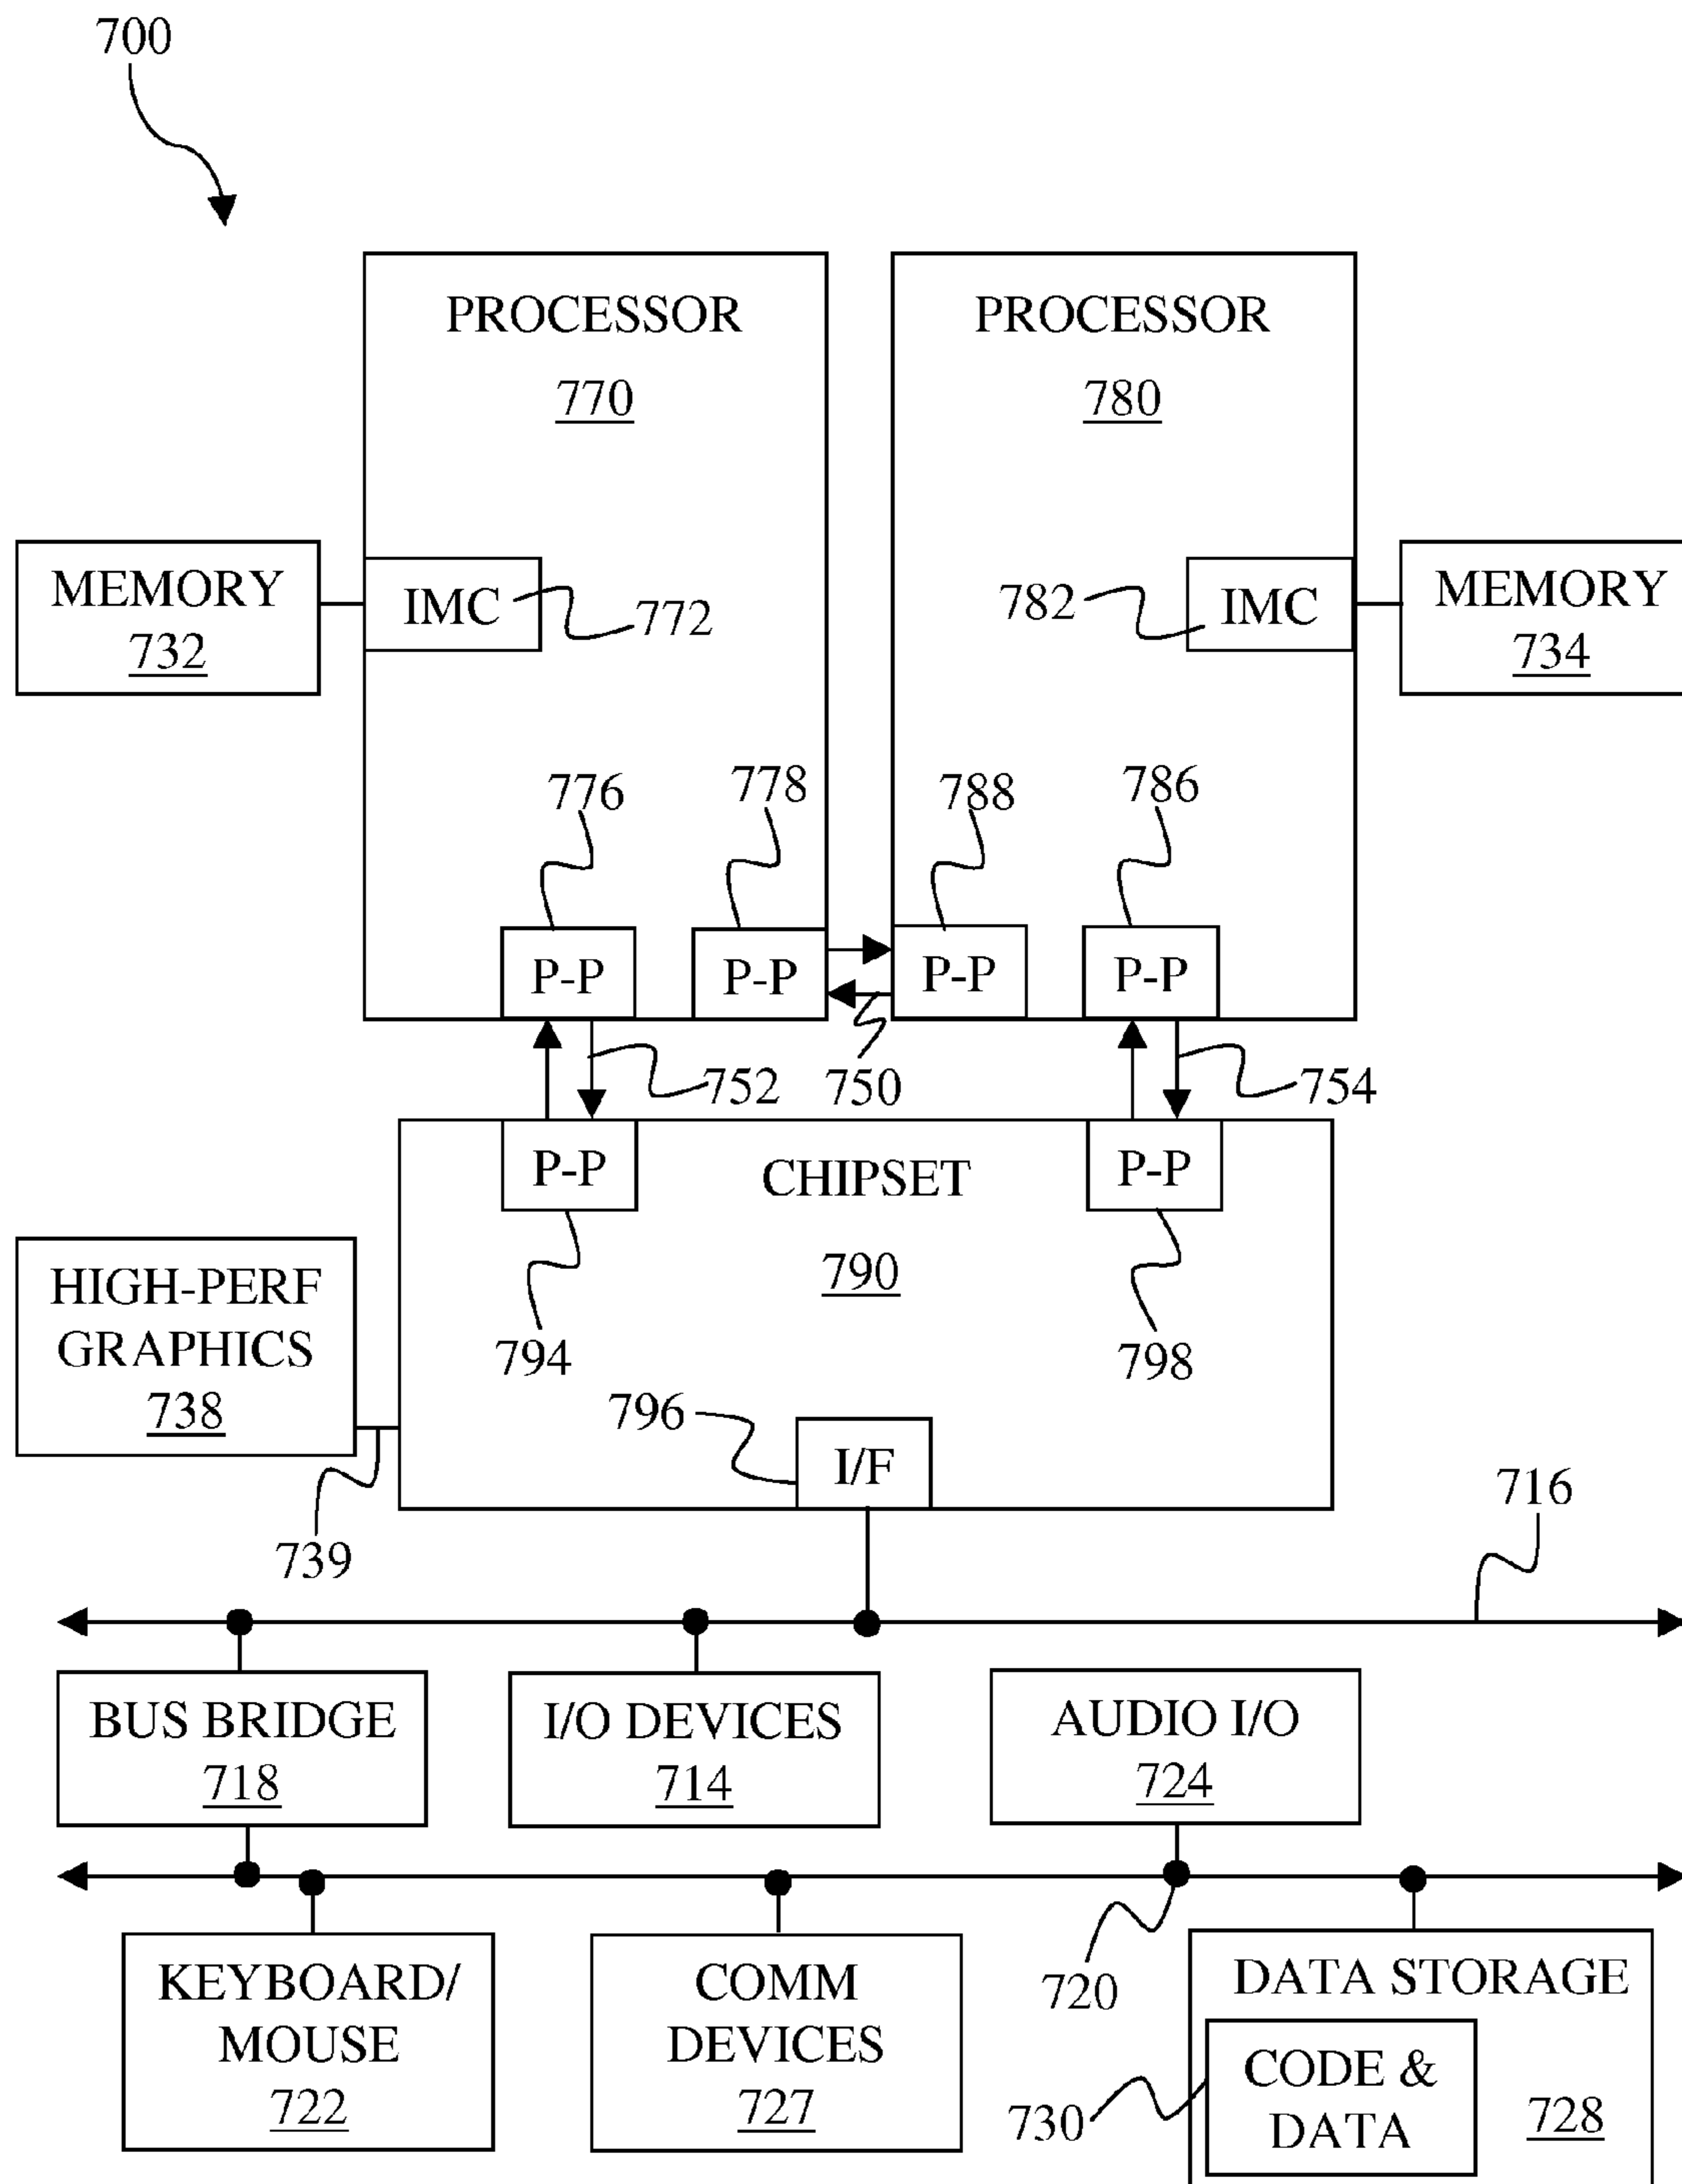 700
PROCESSOR
770
PROCESSOR
780
MEMORY
732
IMC
772
782
IMC
MEMORY
734
776
778
788
786
P-P
P-P
P-P
P-P
752
750
754
P-P
CHIPSET
P-P
790
HIGH-PERF
GRAPHICS
738
794
798
796
I/F
739
716
BUS BRIDGE
718
I/O DEVICES
714
AUDIO I/O
724
720
KEYBOARD/
MOUSE
722
COMM
DEVICES
727
DATA STORAGE
CODE &
DATA
728
730